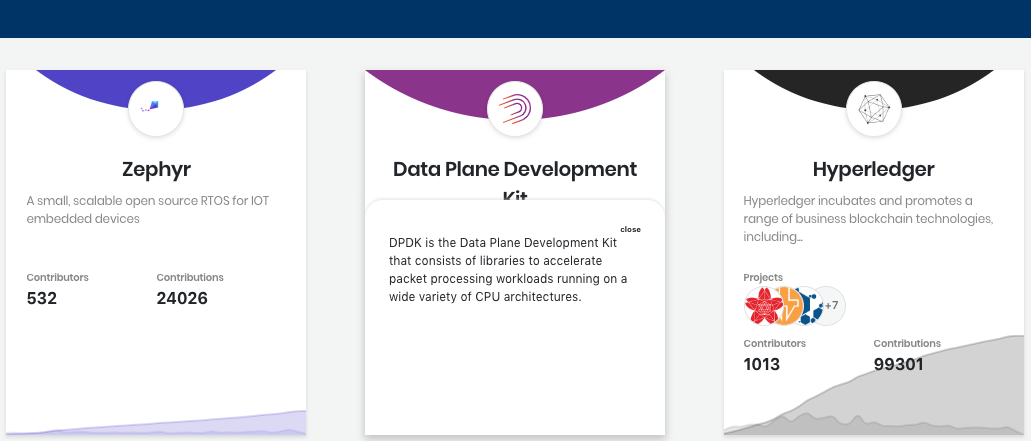 Zephyr
A small, scalable open source RTOS for IOT
embedded devices
Contributors
Contributions
532
24026
Data Plane Development
Kit
close
DPDK is the Data Plane Development Kit
that consists of libraries to accelerate
packet processing workloads running on a
wide variety of CPU architectures.
Hyperledger
Hyperledger incubates and promotes a
range of business blockchain technologies,
including...
Projects
+7
Contributors
Contributions
1013
99301